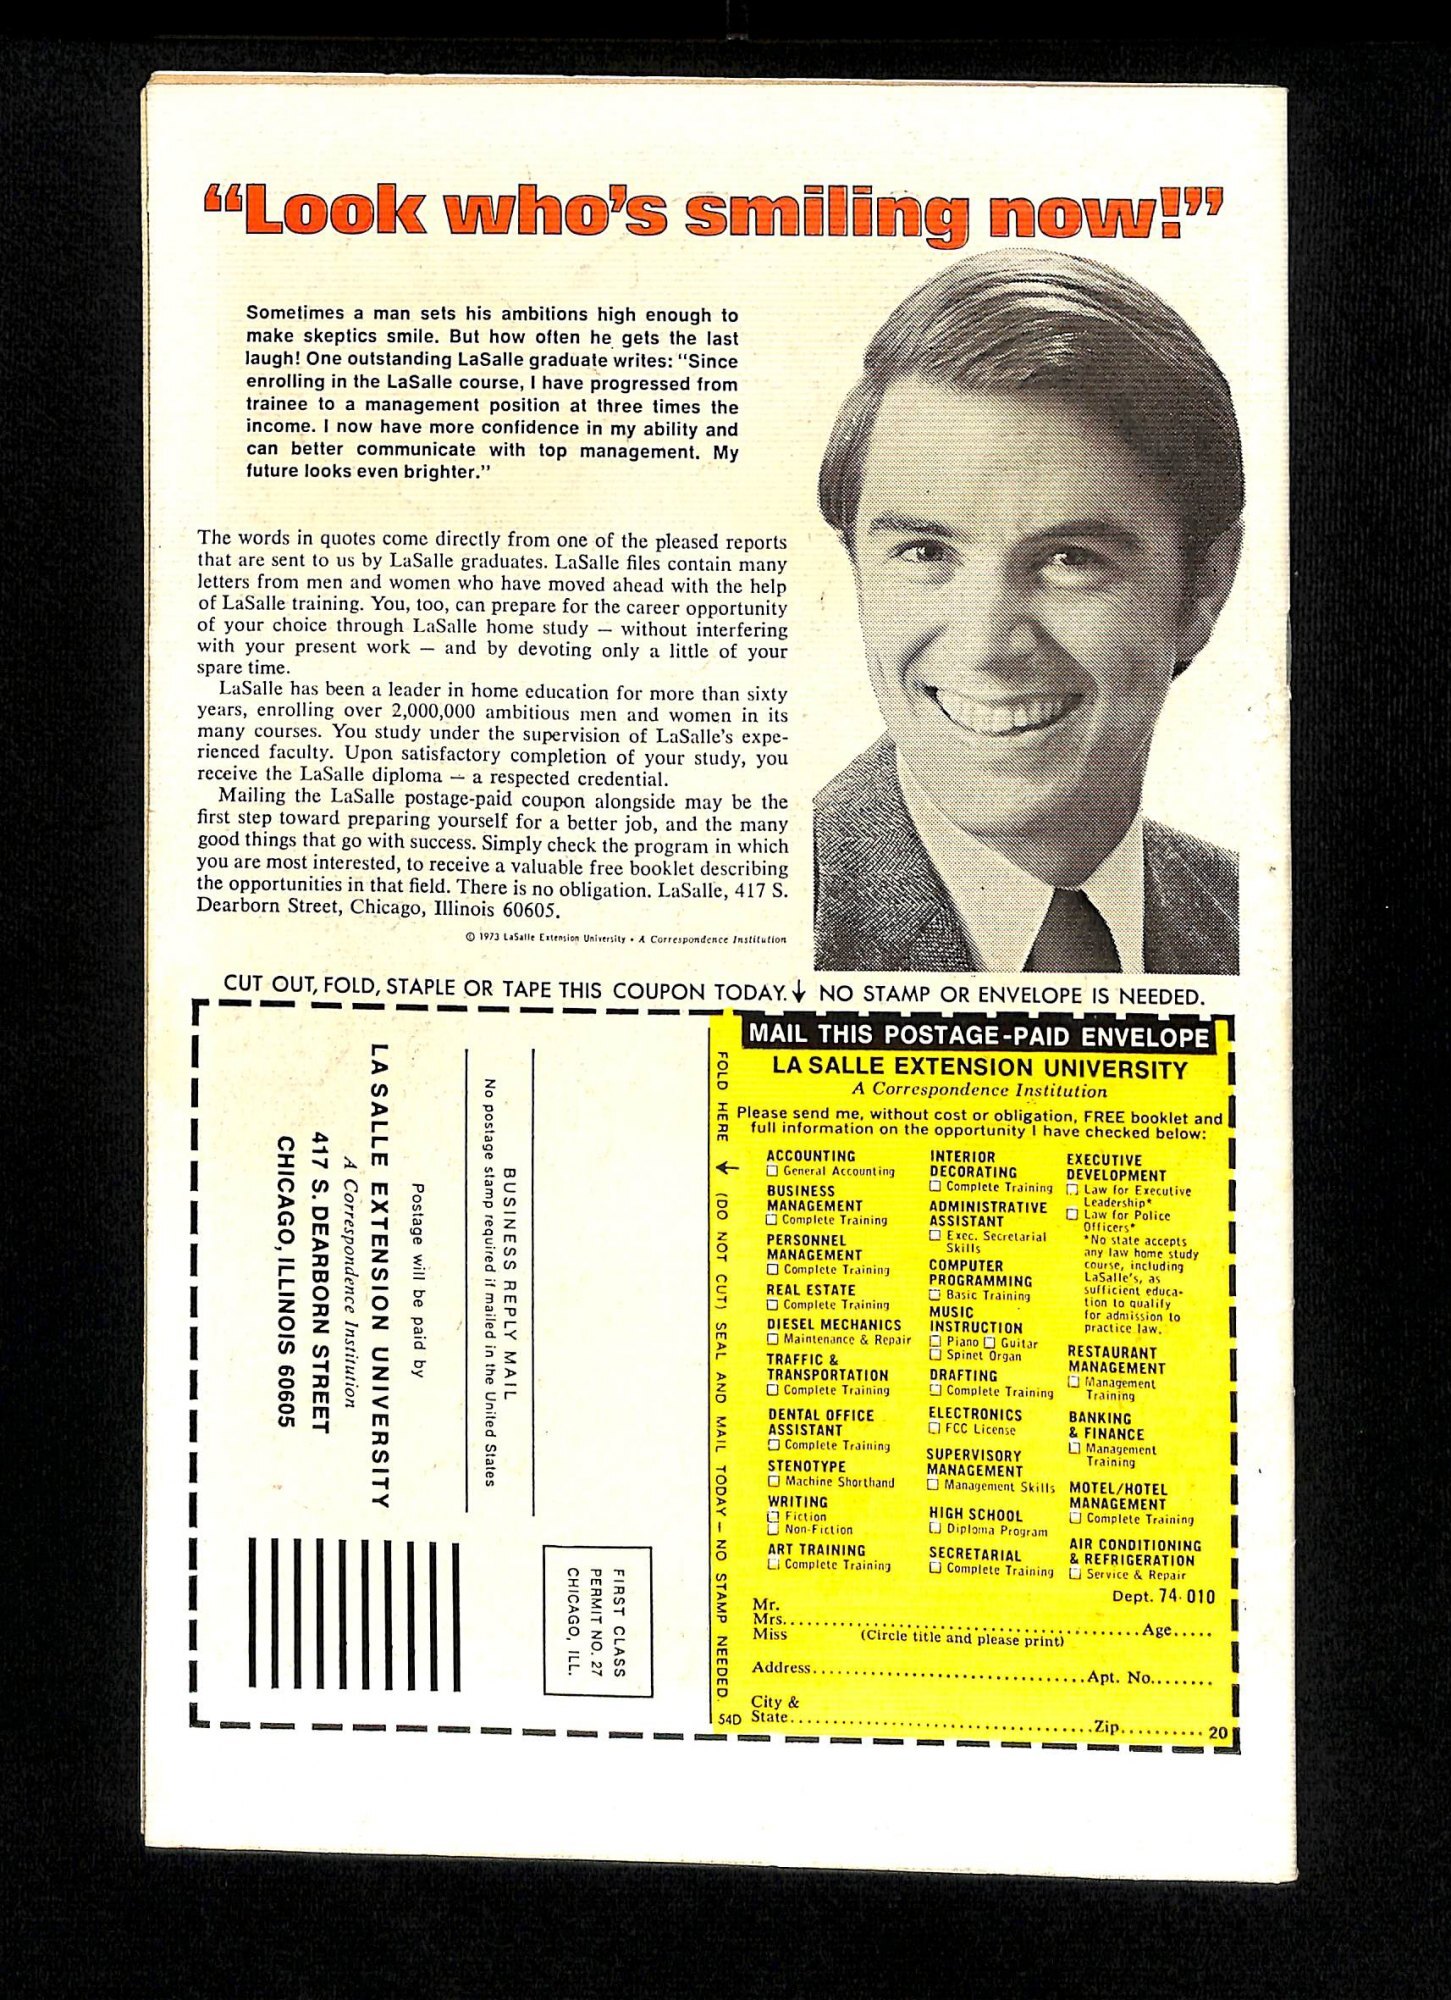 “Look who's smiling now!”
Sometimes a man sets his ambitions high enough to
make skeptics smile. But how often he gets the last
laugh! One outstanding LaSalle graduate writes: “Since
enrolling in the LaSalle course, I have progressed from
trainee to a management position at three times the
income. I now have more confidence in my ability and
can better communicate with top management. My
future looks even brighter.”
The words in quotes come directly from one of the pleased reports
that are sent to us by LaSalle graduates. LaSalle files contain many
letters from men and women who have moved ahead with the help
of LaSalle training. You, too, can prepare for the career opportunity
of your choice through LaSalle home study — without interfering
with your present work — and by devoting only a little of your
spare time.
LaSalle has been a leader in home education for more than sixty
years, enrolling over 2,000,000 ambitious men and women in its
many courses. You study under the supervision of LaSalle's expe-
rienced faculty. Upon satisfactory completion of your study, you
receive the LaSalle diploma — a respected credential.
Mailing the LaSalle postage-paid coupon alongside may be the
first step toward preparing yourself for a better job, and the many
good things that go with success. Simply check the program in which
you are most interested, to receive a valuable free booklet describing
the opportunities in that field. There is no obligation. LaSalle, 417 S.
Dearborn Street, Chicago, Illinois 60605.
© 1973 LaSalle Extension University • A Correspondence Institution
CUT OUT, FOLD, STAPLE OR TAPE THIS COUPON TODAY. ↓ NO STAMP OR ENVELOPE IS NEEDED.
FIRST CLASS
PERMIT NO. 27
CHICAGO, ILL.
BUSINESS REPLY MAIL
No postage stamp required if mailed in the United States
Postage will be paid by
LA SALLE EXTENSION UNIVERSITY
A Correspondence Institution
417 S. DEARBORN STREET
CHICAGO, ILLINOIS 60605
FOLD HERE ↓ (DO NOT CUT) SEAL AND MAIL TODAY — NO STAMP NEEDED.
54D
MAIL THIS POSTAGE-PAID ENVELOPE
LA SALLE EXTENSION UNIVERSITY
A Correspondence Institution
Please send me, without cost or obligation, FREE booklet and
full information on the opportunity I have checked below:
ACCOUNTING
☐ General Accounting
BUSINESS
MANAGEMENT
☐ Complete Training
PERSONNEL
MANAGEMENT
☐ Complete Training
REAL ESTATE
☐ Complete Training
DIESEL MECHANICS
☐ Maintenance & Repair
TRAFFIC &
TRANSPORTATION
☐ Complete Training
DENTAL OFFICE
ASSISTANT
☐ Complete Training
STENOTYPE
☐ Machine Shorthand
WRITING
☐ Fiction
☐ Non-Fiction
ART TRAINING
☐ Complete Training
INTERIOR
DECORATING
☐ Complete Training
ADMINISTRATIVE
ASSISTANT
☐ Exec. Secretarial
Skills
COMPUTER
PROGRAMMING
☐ Basic Training
MUSIC
INSTRUCTION
☐ Piano ☐ Guitar
☐ Spinet Organ
DRAFTING
☐ Complete Training
ELECTRONICS
☐ FCC License
SUPERVISORY
MANAGEMENT
☐ Management Skills
HIGH SCHOOL
☐ Diploma Program
SECRETARIAL
☐ Complete Training
EXECUTIVE
DEVELOPMENT
☐ Law for Executive
Leadership*
☐ Law for Police
Officers*
*No state accepts
any law home study
course, including
LaSalle's, as
sufficient educa-
tion to qualify
for admission to
practice law.
RESTAURANT
MANAGEMENT
☐ Management
Training
BANKING
& FINANCE
☐ Management
Training
MOTEL/HOTEL
MANAGEMENT
☐ Complete Training
AIR CONDITIONING
& REFRIGERATION
☐ Service & Repair
Dept. 74-010
Mr.
Mrs. Age
Miss (Circle title and please print)
Address Apt. No.
City &
State Zip 20